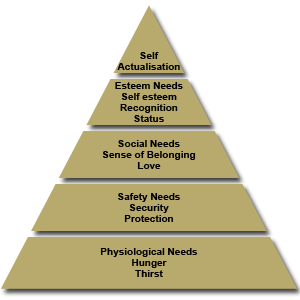 Self
Actualisation
Esteem Needs
Self esteem
Recognition
Status
Social Needs
Sense of Belonging
Love
Safety Needs
Security
Protection
Physiological Needs
Hunger
Thirst